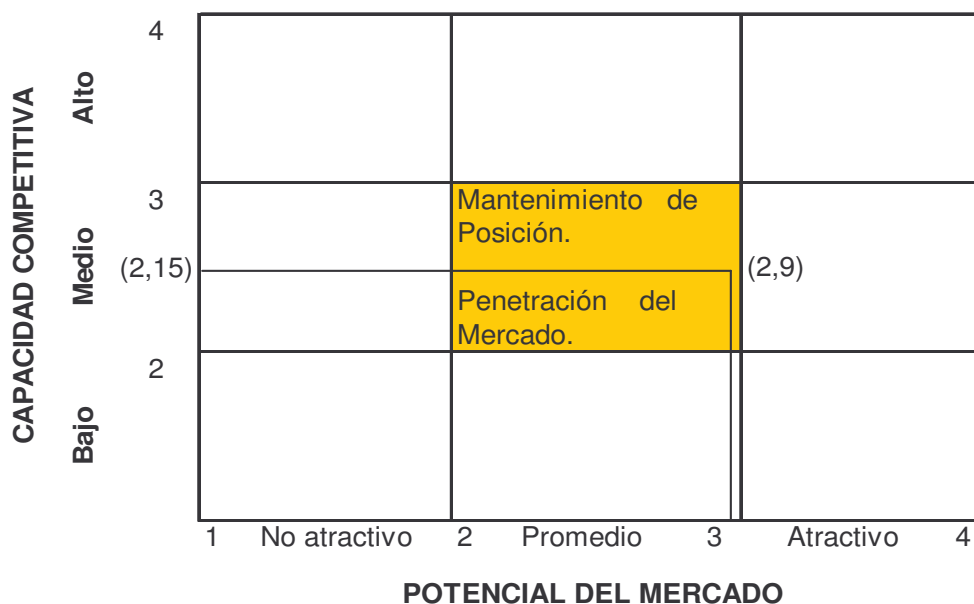 CAPACIDAD COMPETITIVA
Alto
Medio
Bajo
4
3
(2,15)
2
Mantenimiento de
Posición.
Penetración del
Mercado.
(2,9)
1 No atractivo 2 Promedio 3 Atractivo 4
POTENCIAL DEL MERCADO